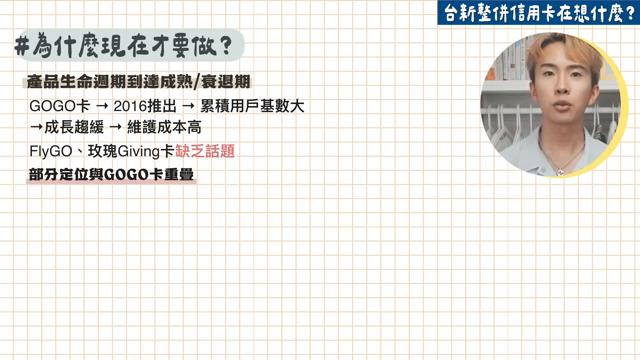 台新整併信用卡在想什麼？
#為什麼現在才要做？
產品生命週期到達成熟/衰退期
GOGO卡 → 2016推出 → 累積用戶基數大
→成長趨緩 → 維護成本高
FlyGO、玫瑰Giving卡缺乏話題
部分定位與GOGO卡重疊